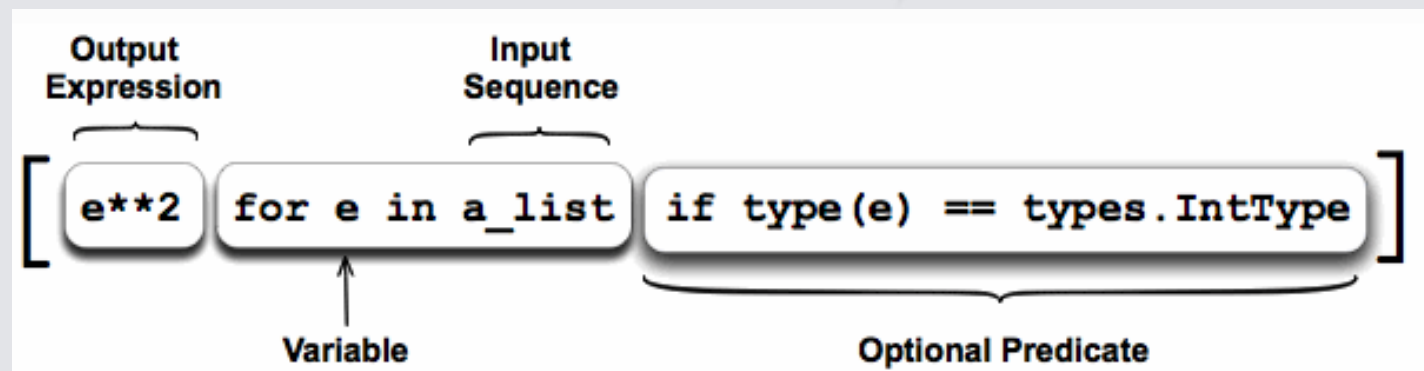 Output Expression
Input Sequence
[ e**2 for e in a_list if type(e) == types.IntType ]
Variable
Optional Predicate